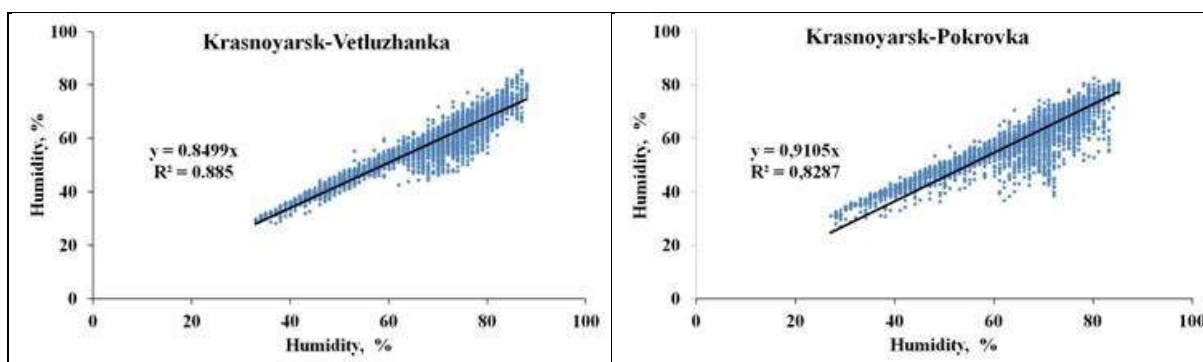 Krasnoyarsk-Vetluzhanka
100
80
60
40
20
0
Humidity, %
y = 0.8499x
R² = 0.885
0
20
40
60
80
100
Humidity, %
Krasnoyarsk-Pokrovka
100
80
60
40
20
0
Humidity, %
y = 0,9105x
R² = 0,8287
0
20
40
60
80
100
Humidity, %